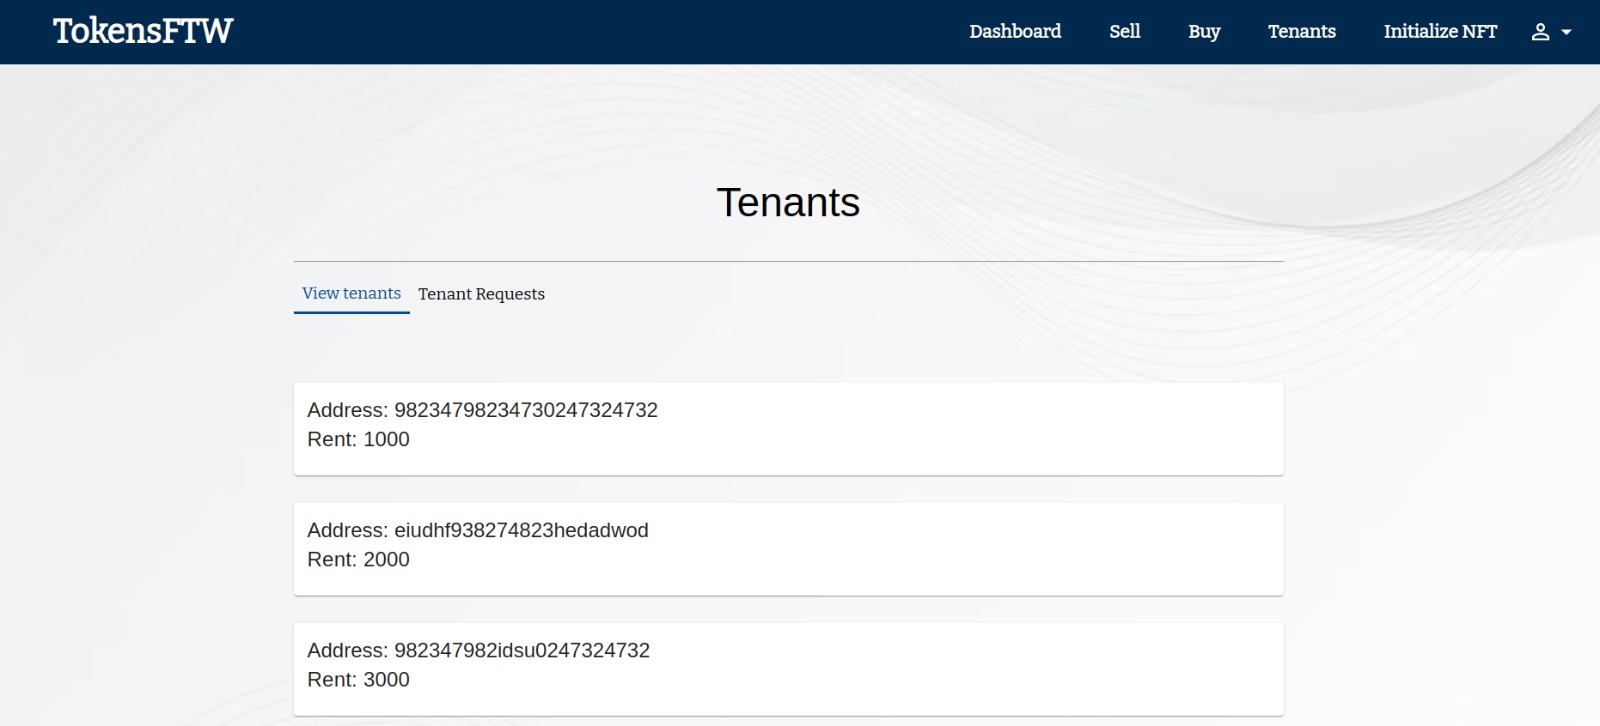 TokensFTW
Dashboard Sell Buy Tenants Initialize NFT
Tenants
View tenants Tenant Requests
Address: 98234798234730247324732
Rent: 1000
Address: eiudhf938274823hedadwod
Rent: 2000
Address: 982347982idsu0247324732
Rent: 3000